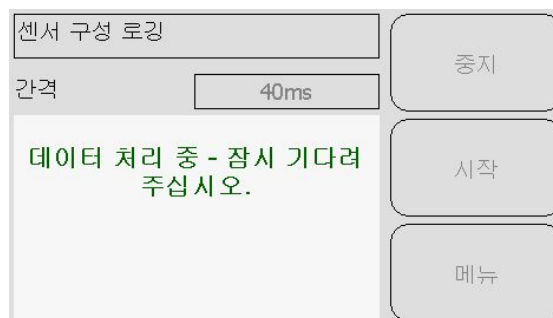 센서 구성 로깅
중지
간격
40ms
데이터 처리 중 - 잠시 기다려
주십시오.
시작
메뉴